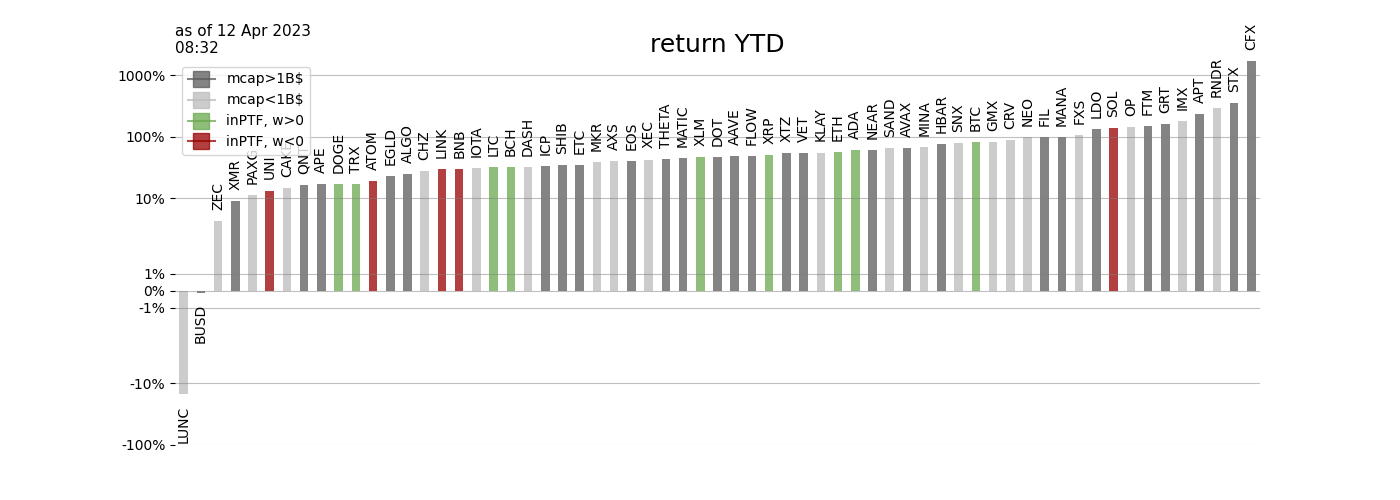 as of 12 Apr 2023
08:32
return YTD
1000%
100%
10%
1%
0%
-1%
-10%
-100%
mcap>1B$
mcap<1B$
inPTF, w>0
inPTF, w<0
LUNC
BUSD
ZEC
XMR
PAXG
UNI
CAKE
QNT
APE
DOGE
TRX
ATOM
EGLD
ALGO
CHZ
LINK
BNB
IOTA
LTC
BCH
DASH
ICP
SHIB
ETC
MKR
AXS
EOS
XEC
THETA
MATIC
XLM
DOT
AAVE
FLOW
XRP
XTZ
VET
KLAY
ETH
ADA
NEAR
SAND
AVAX
MINA
HBAR
SNX
BTC
GMX
CRV
NEO
FIL
MANA
FXS
LDO
SOL
OP
FTM
GRT
IMX
APT
RNDR
STX
CFX